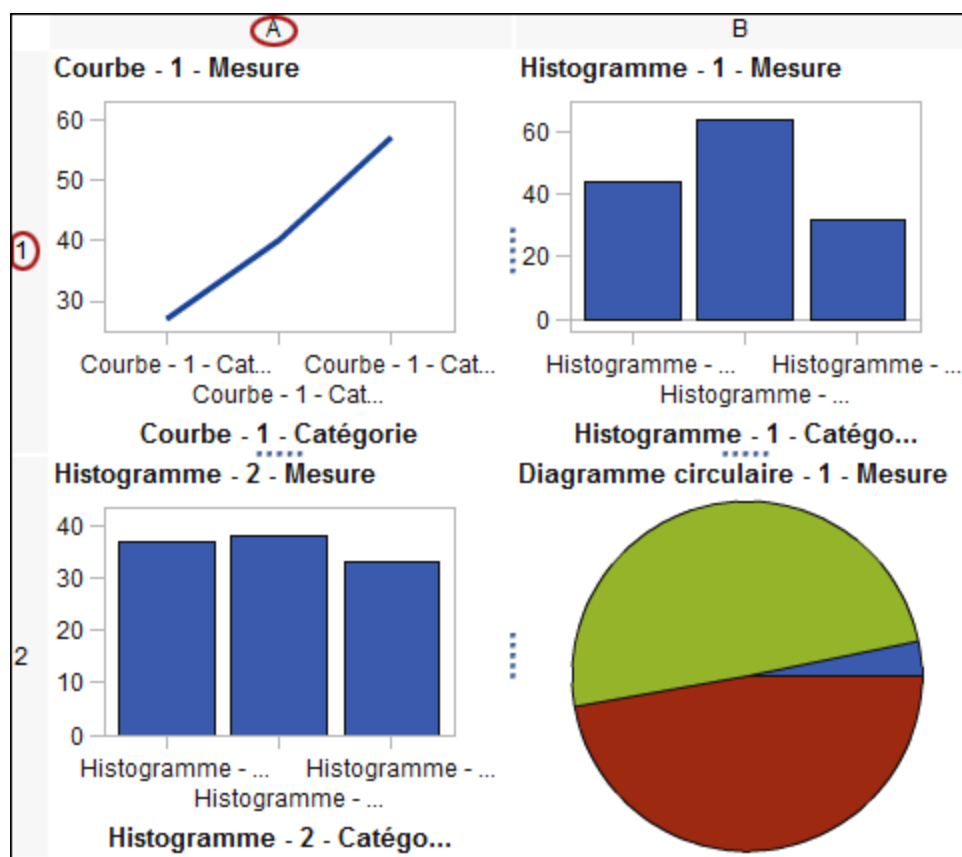 A
B
1
Courbe - 1 - Mesure
60
50
40
30
Courbe - 1 - Cat...
Courbe - 1 - Cat...
Courbe - 1 - Cat...
Courbe - 1 - Catégorie
Histogramme - 1 - Mesure
60
40
20
0
Histogramme - ...
Histogramme - ...
Histogramme - ...
Histogramme - 1 - Catégo...
2
Histogramme - 2 - Mesure
40
30
20
10
0
Histogramme - ...
Histogramme - ...
Histogramme - ...
Histogramme - 2 - Catégo...
Diagramme circulaire - 1 - Mesure